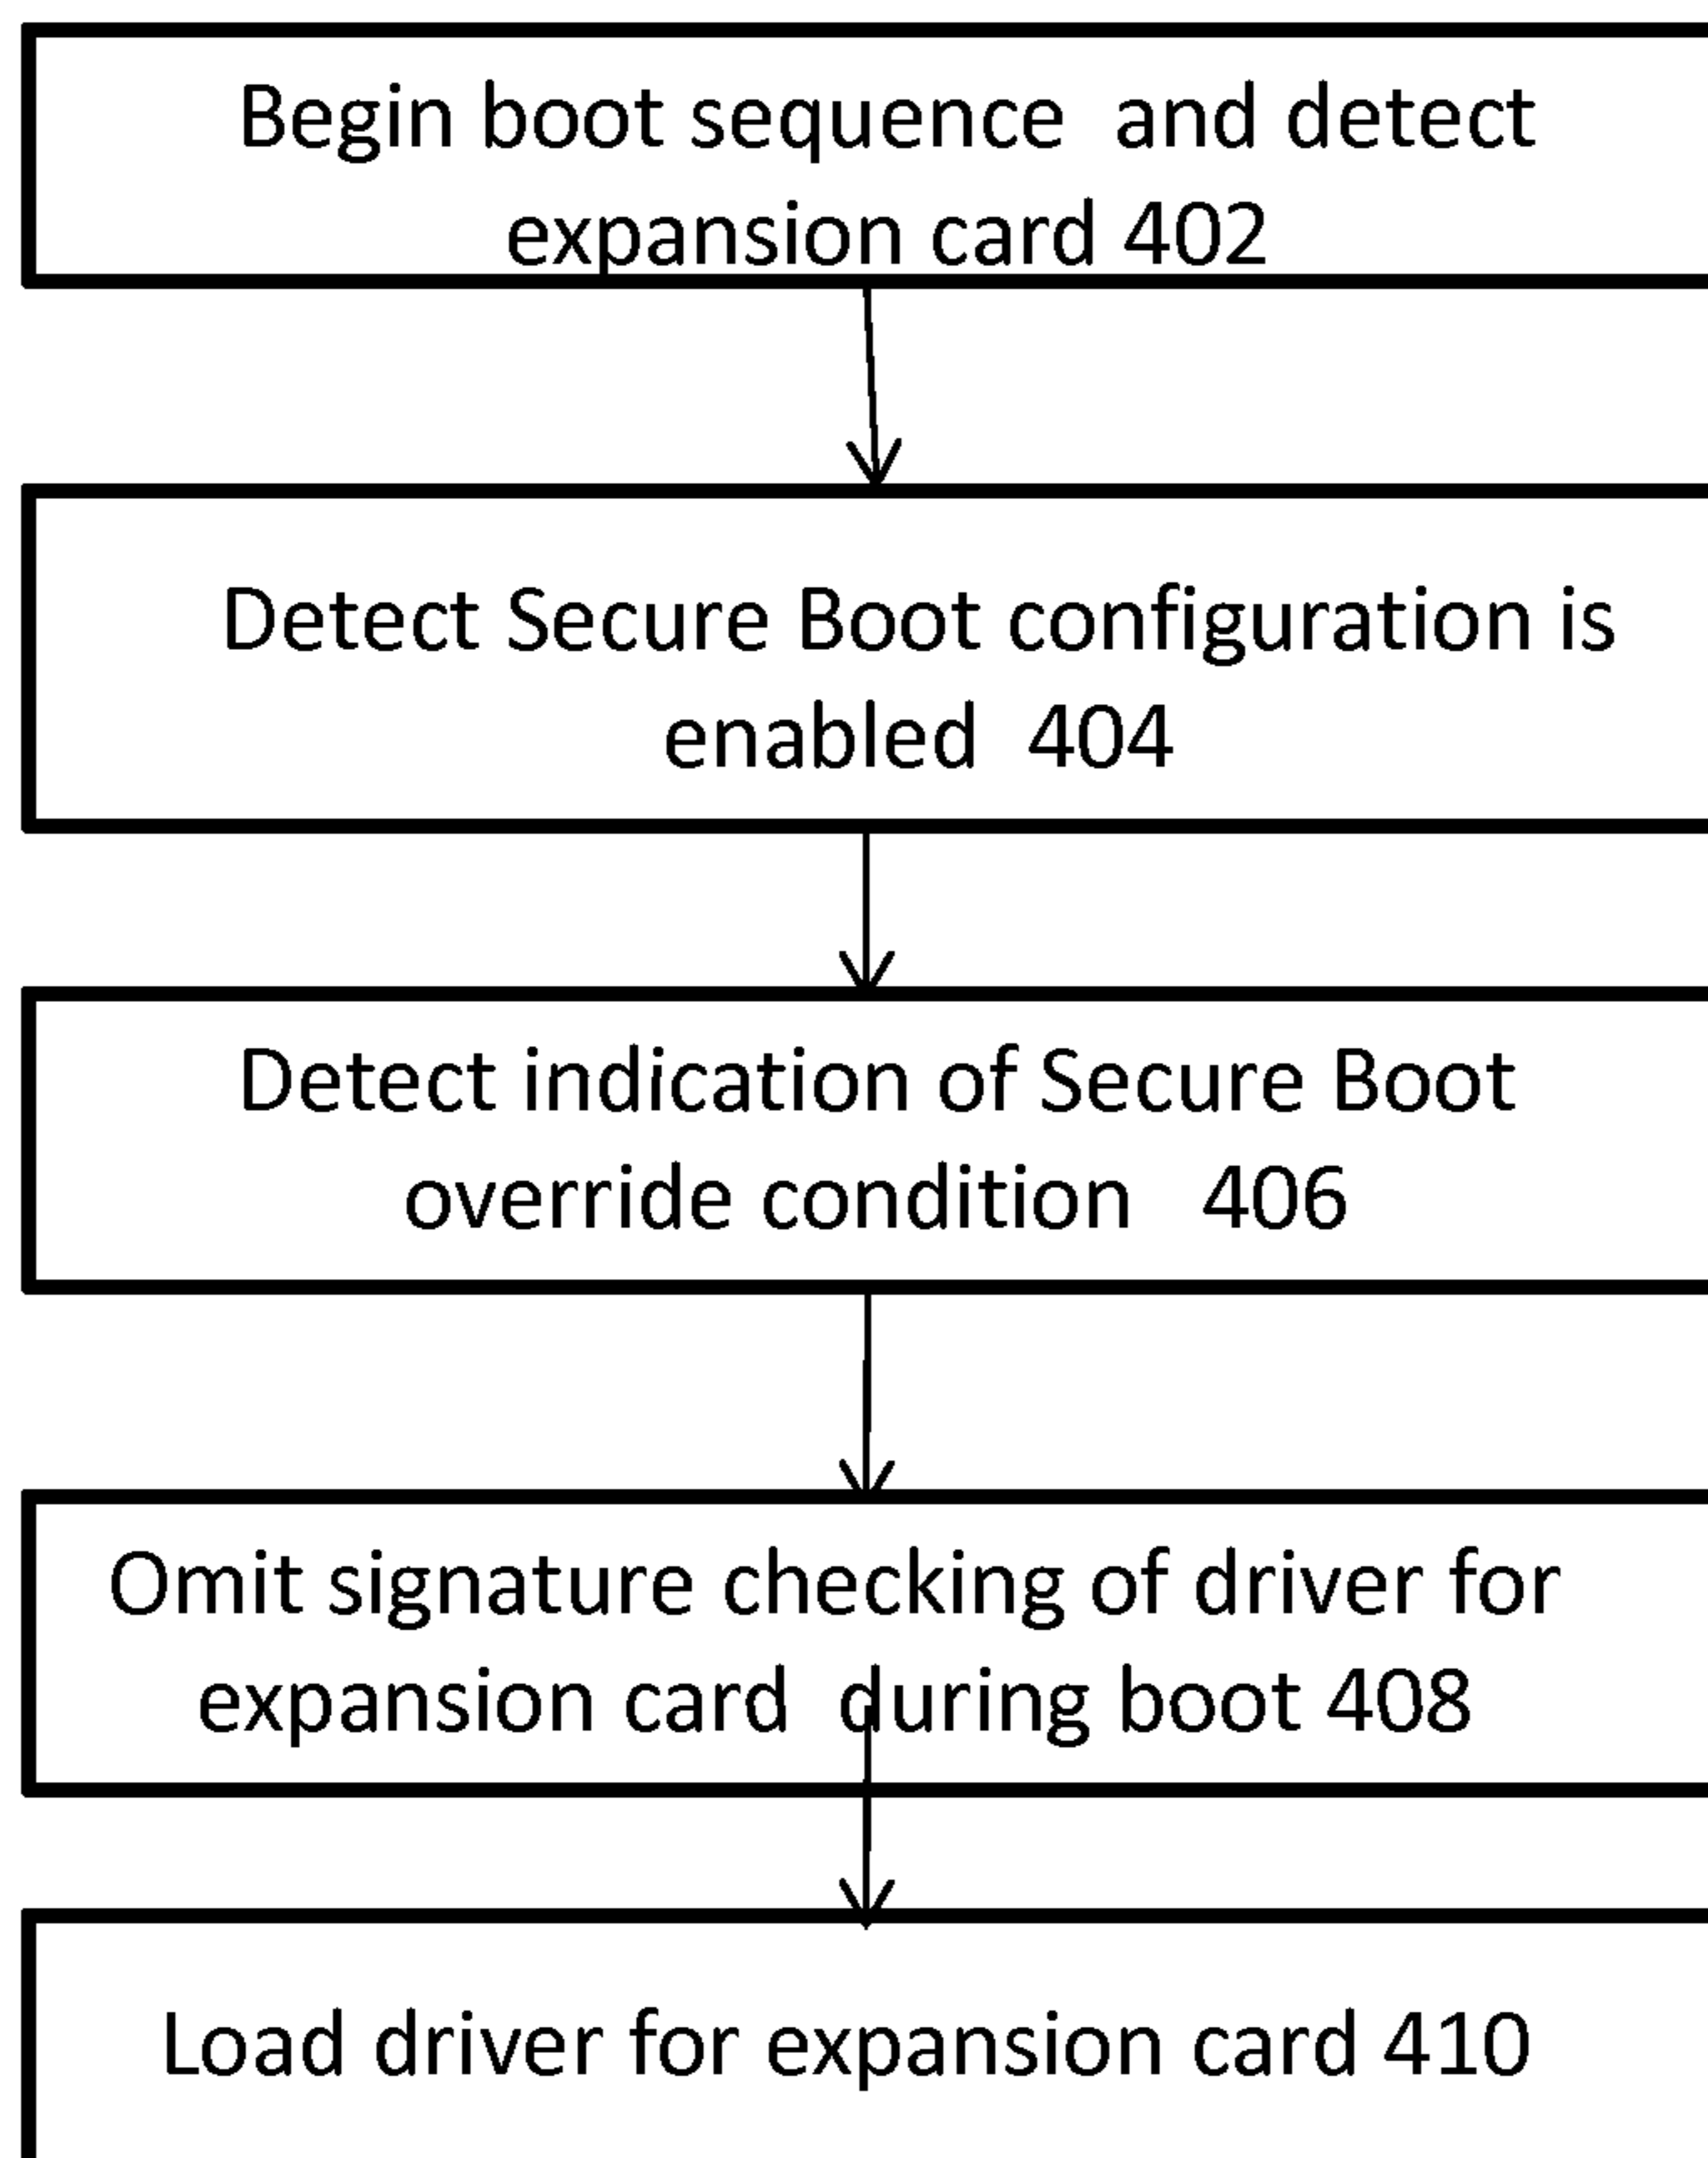 Begin boot sequence and detect
expansion card 402
Detect Secure Boot configuration is
enabled 404
Detect indication of Secure Boot
override condition 406
Omit signature checking of driver for
expansion card during boot 408
Load driver for expansion card 410